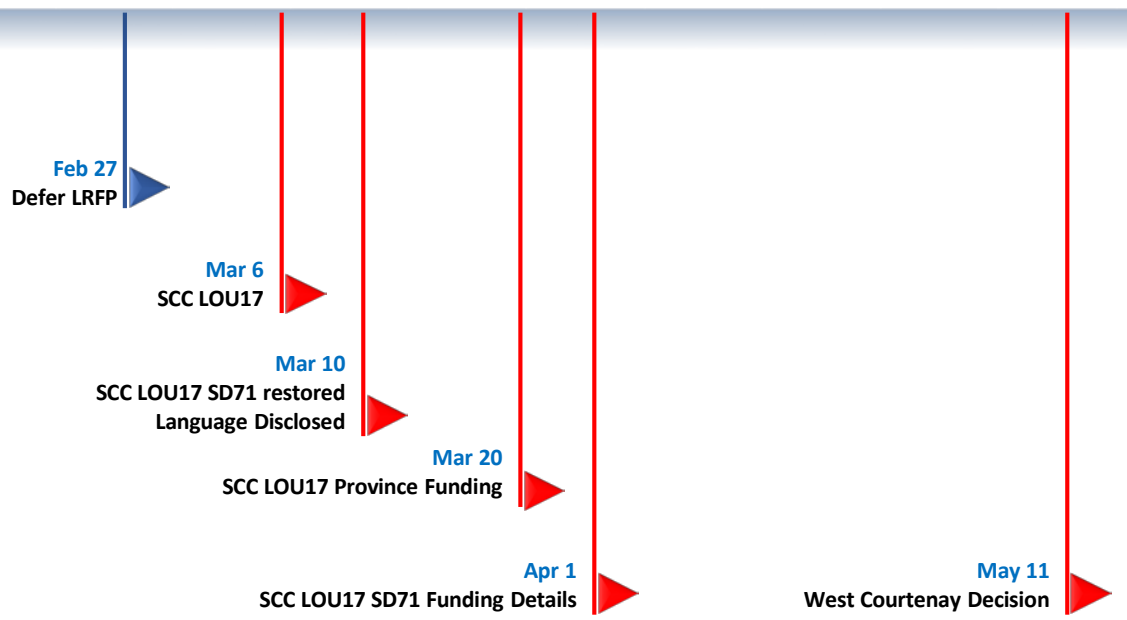 Feb 27
Defer LRFP
Mar 6
SCC LOU17
Mar 10
SCC LOU17 SD71 restored
Language Disclosed
Mar 20
SCC LOU17 Province Funding
Apr 1
SCC LOU17 SD71 Funding Details
May 11
West Courtenay Decision